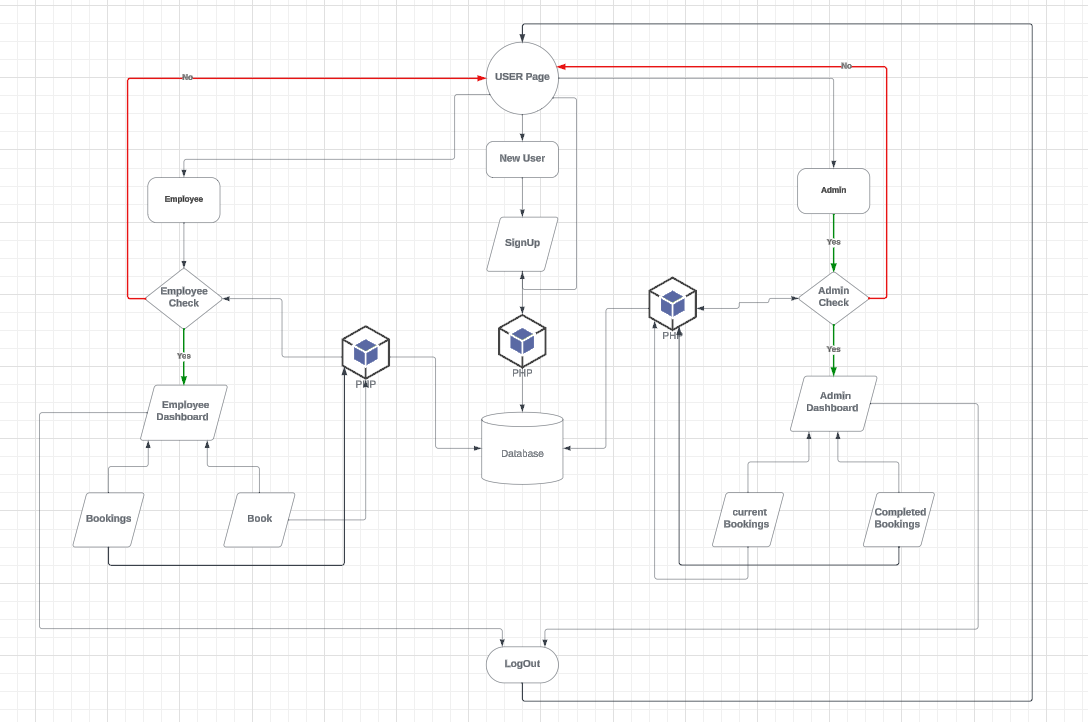 USER Page
No
No
New User
Employee
Admin
SignUp
Yes
Employee
Check
Admin
Check
PHP
Yes
Yes
PHP
PHP
Employee
Dashboard
Admin
Dashboard
Database
Bookings
Book
current
Bookings
Completed
Bookings
LogOut